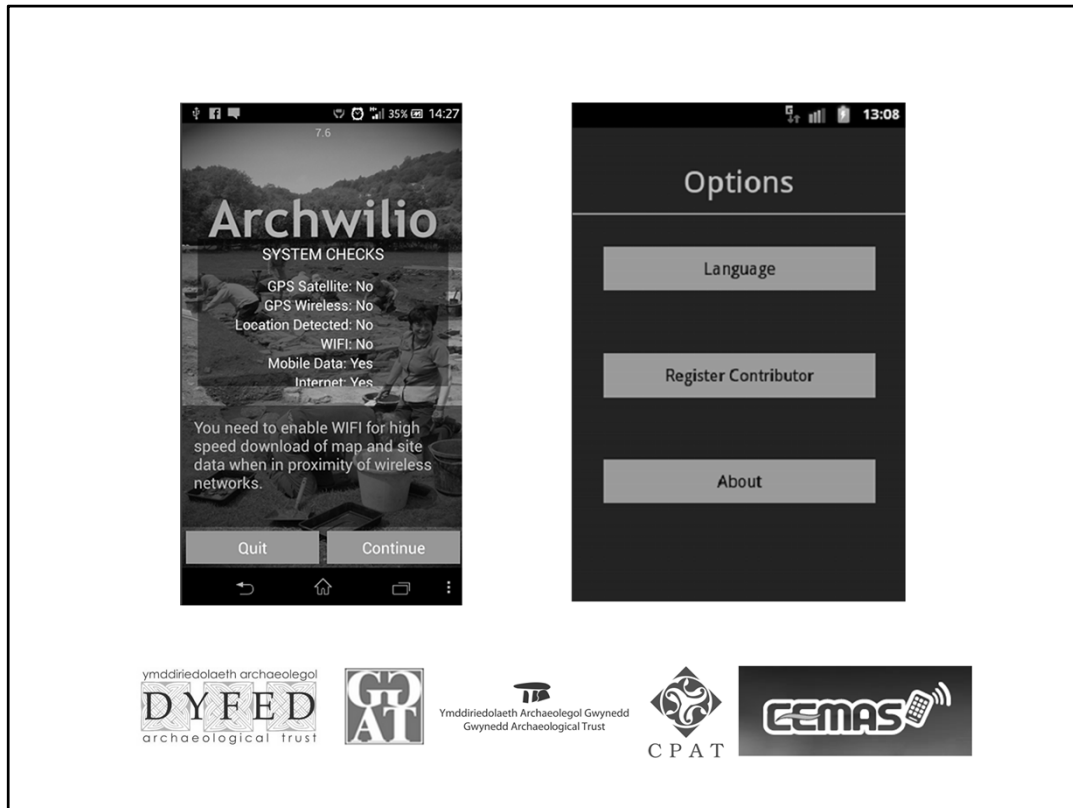 35% 14:27
7.6
Archwilio
SYSTEM CHECKS
GPS Satellite: No
GPS Wireless: No
Location Detected: No
WIFI: No
Mobile Data: Yes
Internet: Yes
You need to enable WIFI for high
speed download of map and site
data when in proximity of wireless
networks.
Quit Continue
13:08
Options
Language
Register Contributor
About
ymddiriedolaeth archaeolegol
DYFED
archaeological trust
GGAT
Ymddiriedolaeth Archaeolegol Gwynedd
Gwynedd Archaeological Trust
CPAT
CEMAS